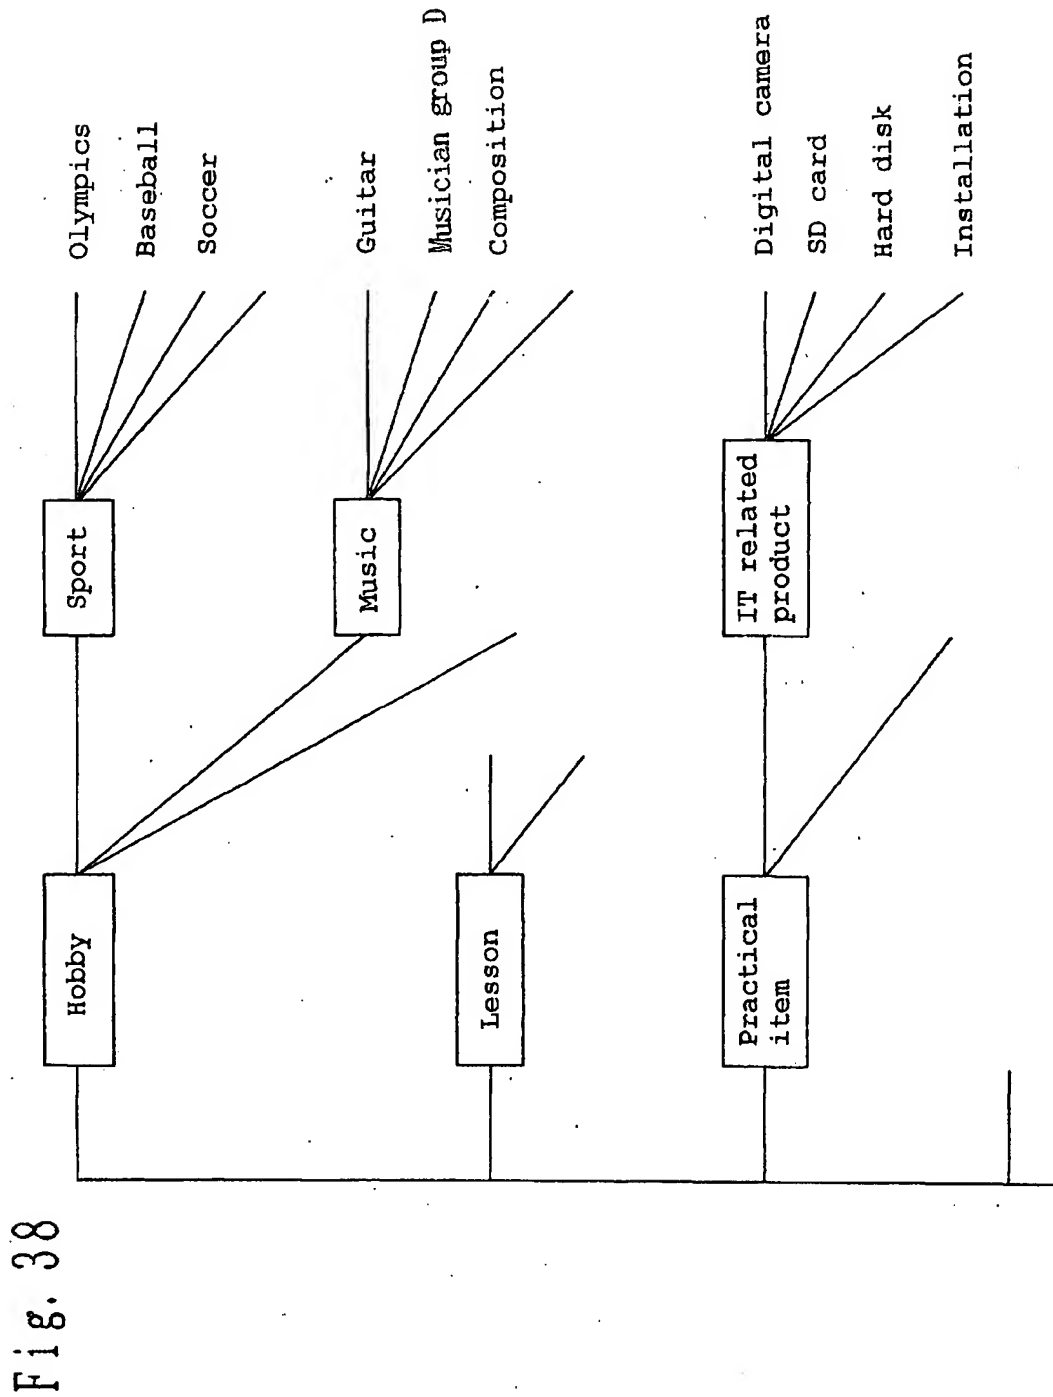 Fig. 38
Hobby
Sport
Olympics
Baseball
Soccer
Music
Guitar
Musician group D
Composition
Lesson
Practical
item
IT related
product
Digital camera
SD card
Hard disk
Installation